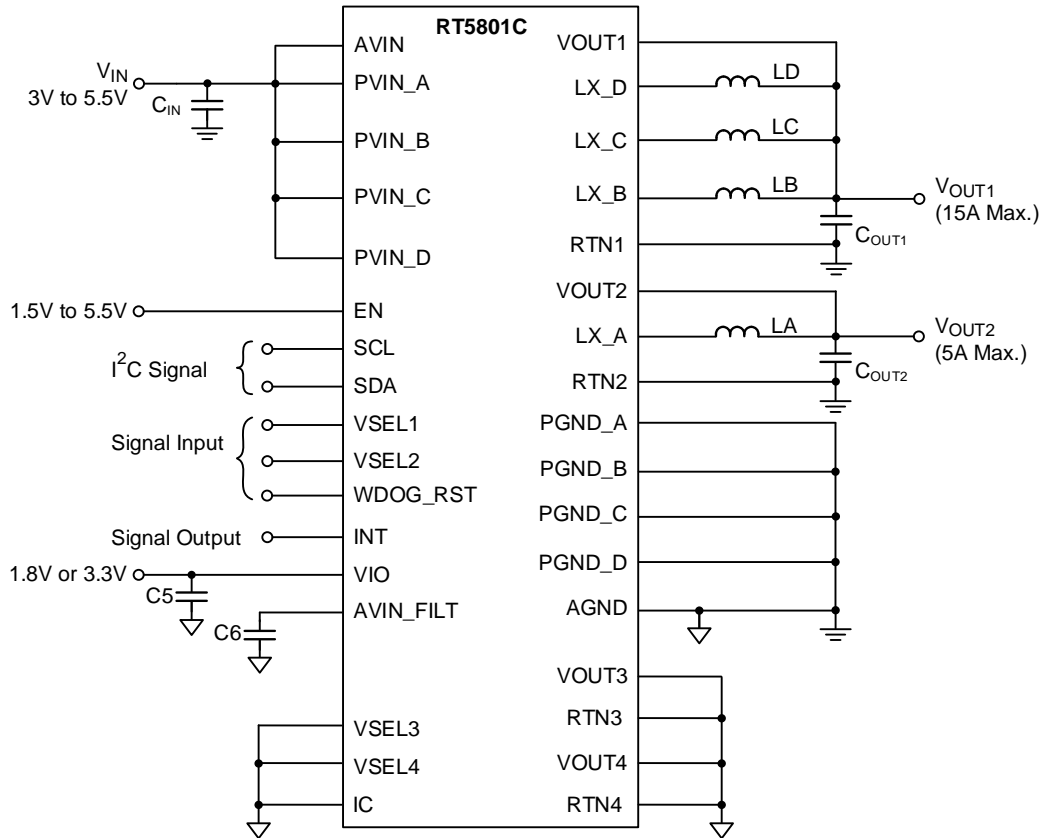 RT5801C
V_IN
3V to 5.5V
C_IN
AVIN
PVIN_A
PVIN_B
PVIN_C
PVIN_D
1.5V to 5.5V
EN
I²C Signal
SCL
SDA
Signal Input
VSEL1
VSEL2
WDOG_RST
Signal Output
INT
1.8V or 3.3V
VIO
C5
AVIN_FILT
C6
VSEL3
VSEL4
IC
VOUT1
LX_D
LD
LX_C
LC
LX_B
LB
V_OUT1
(15A Max.)
C_OUT1
RTN1
VOUT2
LX_A
LA
V_OUT2
(5A Max.)
C_OUT2
RTN2
PGND_A
PGND_B
PGND_C
PGND_D
AGND
VOUT3
RTN3
VOUT4
RTN4